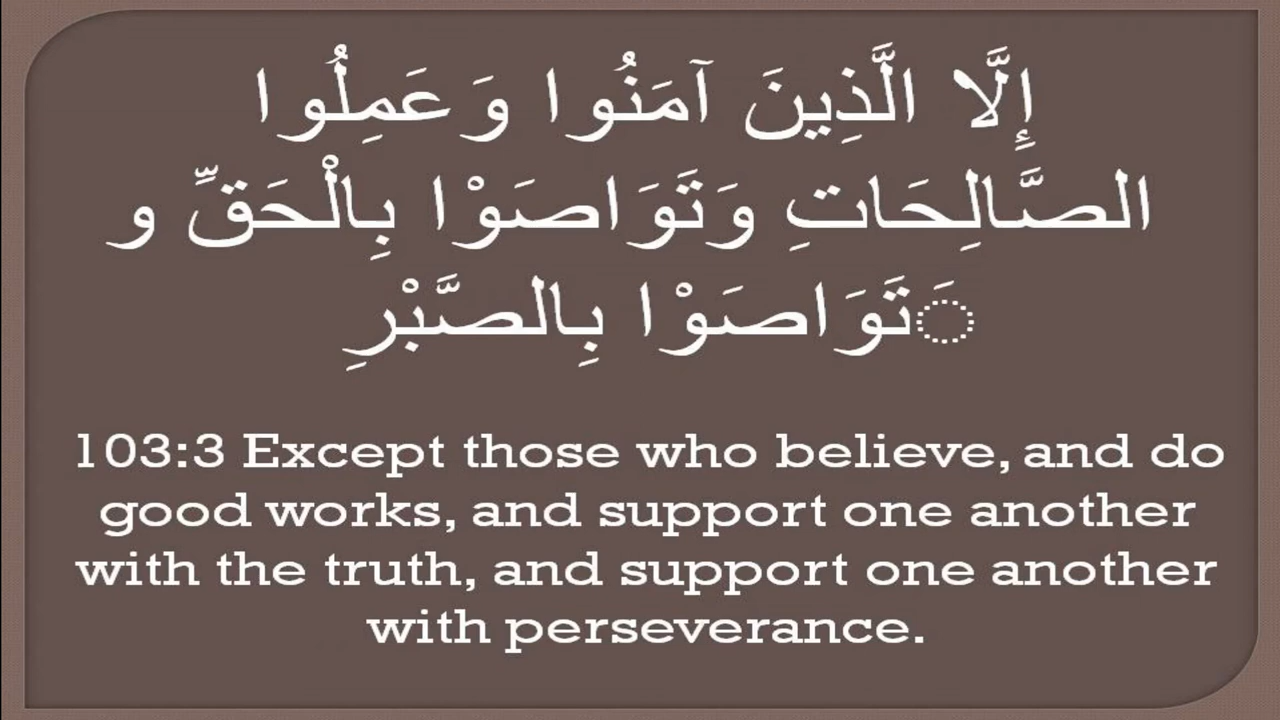 إِلَّا الَّذِينَ آمَنُوا وَعَمِلُوا
الصَّالِحَاتِ وَتَوَاصَوْا بِالْحَقِّ و
َتَوَاصَوْا بِالصَّبْرِ
103:3 Except those who believe, and do
good works, and support one another
with the truth, and support one another
with perseverance.